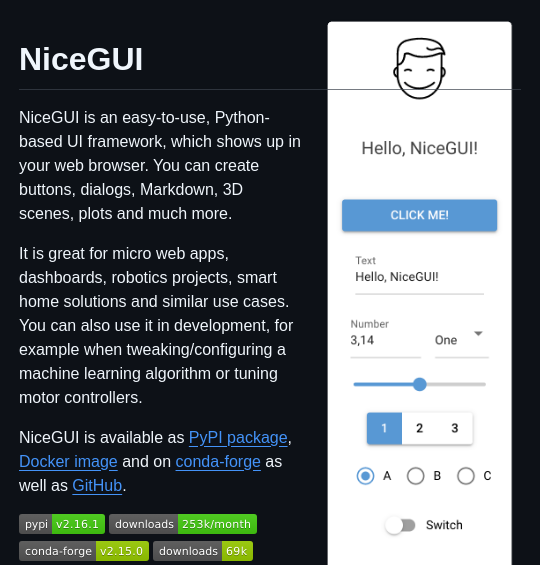 NiceGUI
NiceGUI is an easy-to-use, Python-
based UI framework, which shows up in
your web browser. You can create
buttons, dialogs, Markdown, 3D
scenes, plots and much more.
It is great for micro web apps,
dashboards, robotics projects, smart
home solutions and similar use cases.
You can also use it in development, for
example when tweaking/configuring a
machine learning algorithm or tuning
motor controllers.
NiceGUI is available as PyPI package,
Docker image and on conda-forge as
well as GitHub.
pypi v2.16.1 downloads 253k/month
conda-forge v2.15.0 downloads 69k
Hello, NiceGUI!
CLICK ME!
Text
Hello, NiceGUI!
Number
3,14 One
1 2 3
A B C
Switch